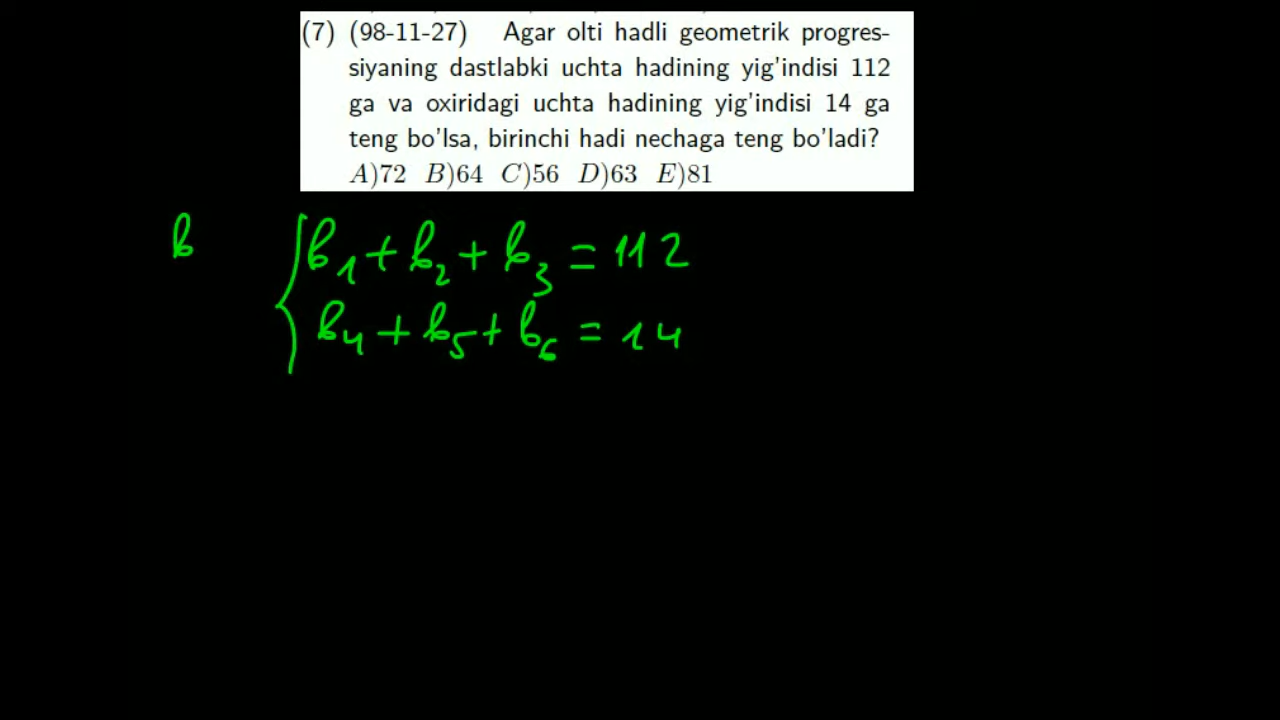 (7) (98-11-27) Agar olti hadli geometrik progres-
siyaning dastlabki uchta hadining yig'indisi 112
ga va oxiridagi uchta hadining yig'indisi 14 ga
teng bo'lsa, birinchi hadi nechaga teng bo'ladi?
A)72 B)64 C)56 D)63 E)81
b
b₁ + b₂ + b₃ = 112
b₄ + b₅ + b₆ = 14